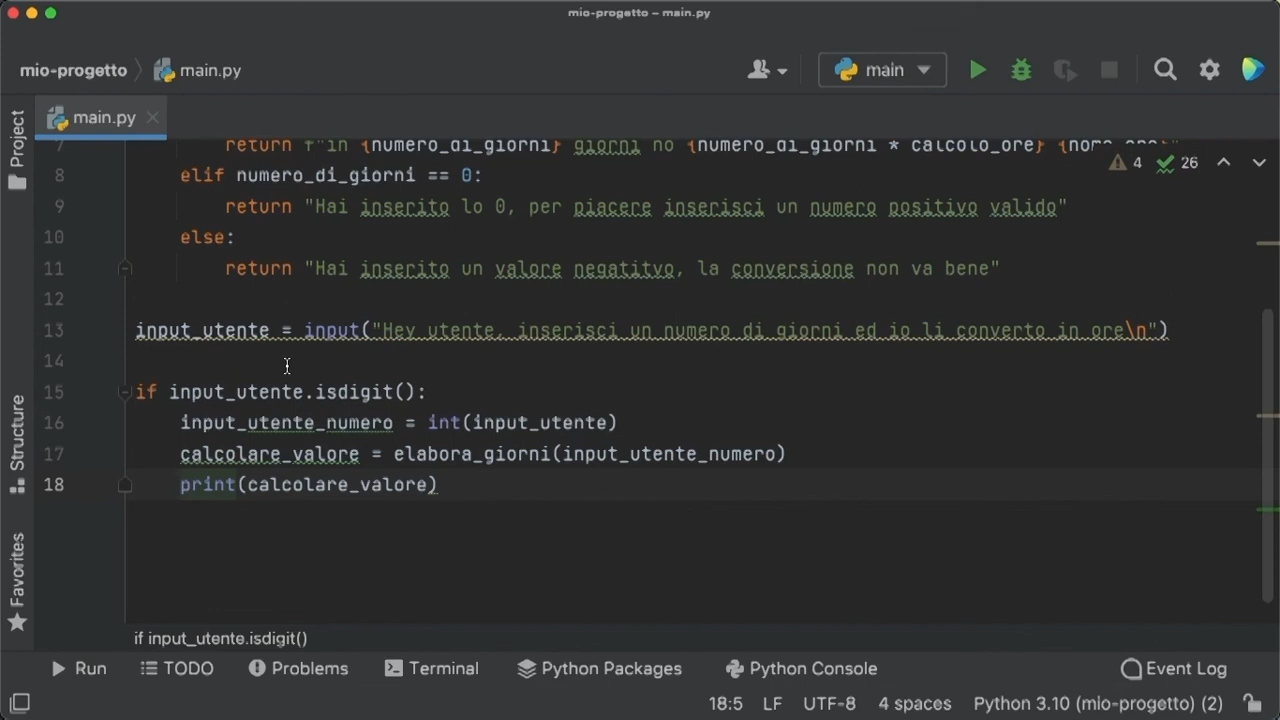 mio-progetto – main.py
mio-progetto
main.py
main
main.py
Project
Structure
Favorites
4
26
7 return f"in {numero_di_giorni} giorni ho {numero_di_giorni * calcolo_ore} {nome_ore}"
8 elif numero_di_giorni == 0:
9 return "Hai inserito lo 0, per piacere inserisci un numero positivo valido"
10 else:
11 return "Hai inserito un valore negatitvo, la conversione non va bene"
12
13 input_utente = input("Hey utente, inserisci un numero di giorni ed io li converto in ore\n")
14
15 if input_utente.isdigit():
16 input_utente_numero = int(input_utente)
17 calcolare_valore = elabora_giorni(input_utente_numero)
18 print(calcolare_valore)
if input_utente.isdigit()
Run
TODO
Problems
Terminal
Python Packages
Python Console
Event Log
18:5 LF UTF-8 4 spaces Python 3.10 (mio-progetto) (2)